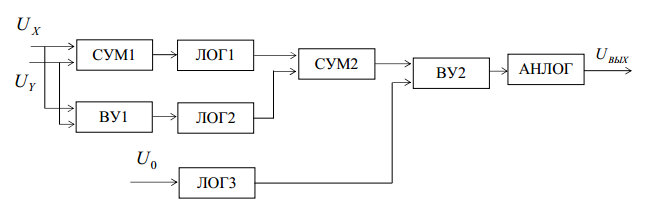 U_X
СУМ1
ЛОГ1
СУМ2
ВУ2
АНЛОГ
U_ВЫХ
U_Y
ВУ1
ЛОГ2
U_0
ЛОГ3